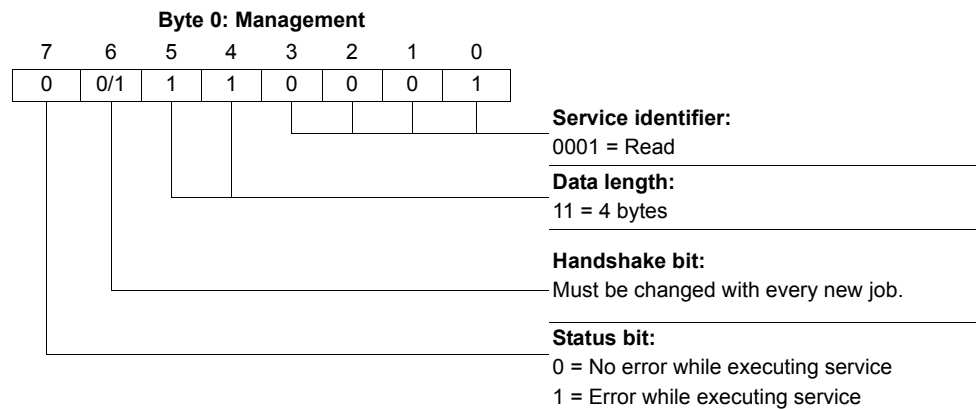 Byte 0: Management
7 6 5 4 3 2 1 0
0 0/1 1 1 0 0 0 1
Service identifier:
0001 = Read
Data length:
11 = 4 bytes
Handshake bit:
Must be changed with every new job.
Status bit:
0 = No error while executing service
1 = Error while executing service